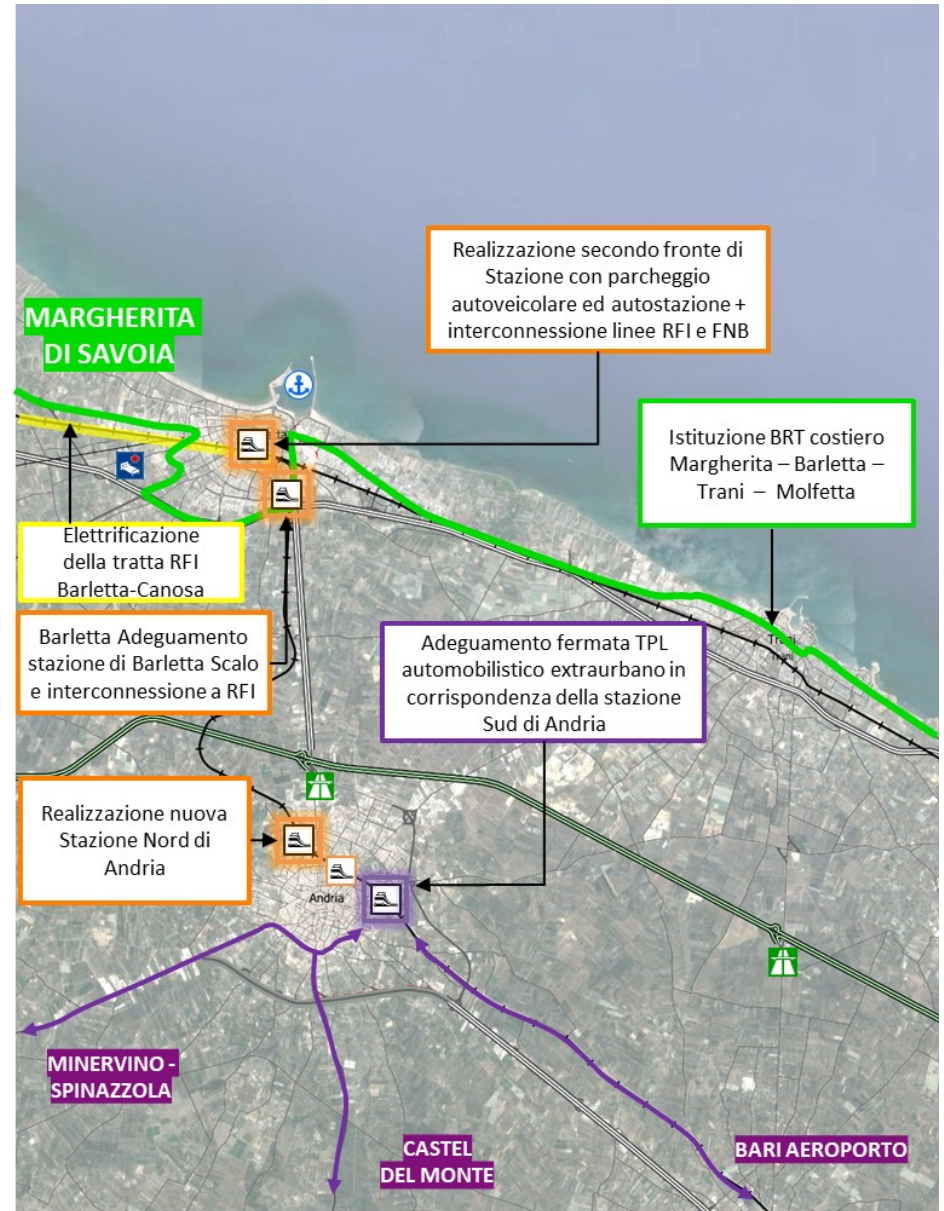 Realizzazione secondo fronte di
Stazione con parcheggio
autoveicolare ed autostazione +
interconnessione linee RFI e FNB
MARGHERITA
DI SAVOIA
Istituzione BRT costiero
Margherita – Barletta –
Trani – Molfetta
Elettrificazione
della tratta RFI
Barletta-Canosa
Barletta Adeguamento
stazione di Barletta Scalo
e interconnessione a RFI
Adeguamento fermata TPL
automobilistico extraurbano in
corrispondenza della stazione
Sud di Andria
Trani
Trani
Realizzazione nuova
Stazione Nord di
Andria
Andria
MINERVINO -
SPINAZZOLA
CASTEL
DEL MONTE
BARI AEROPORTO